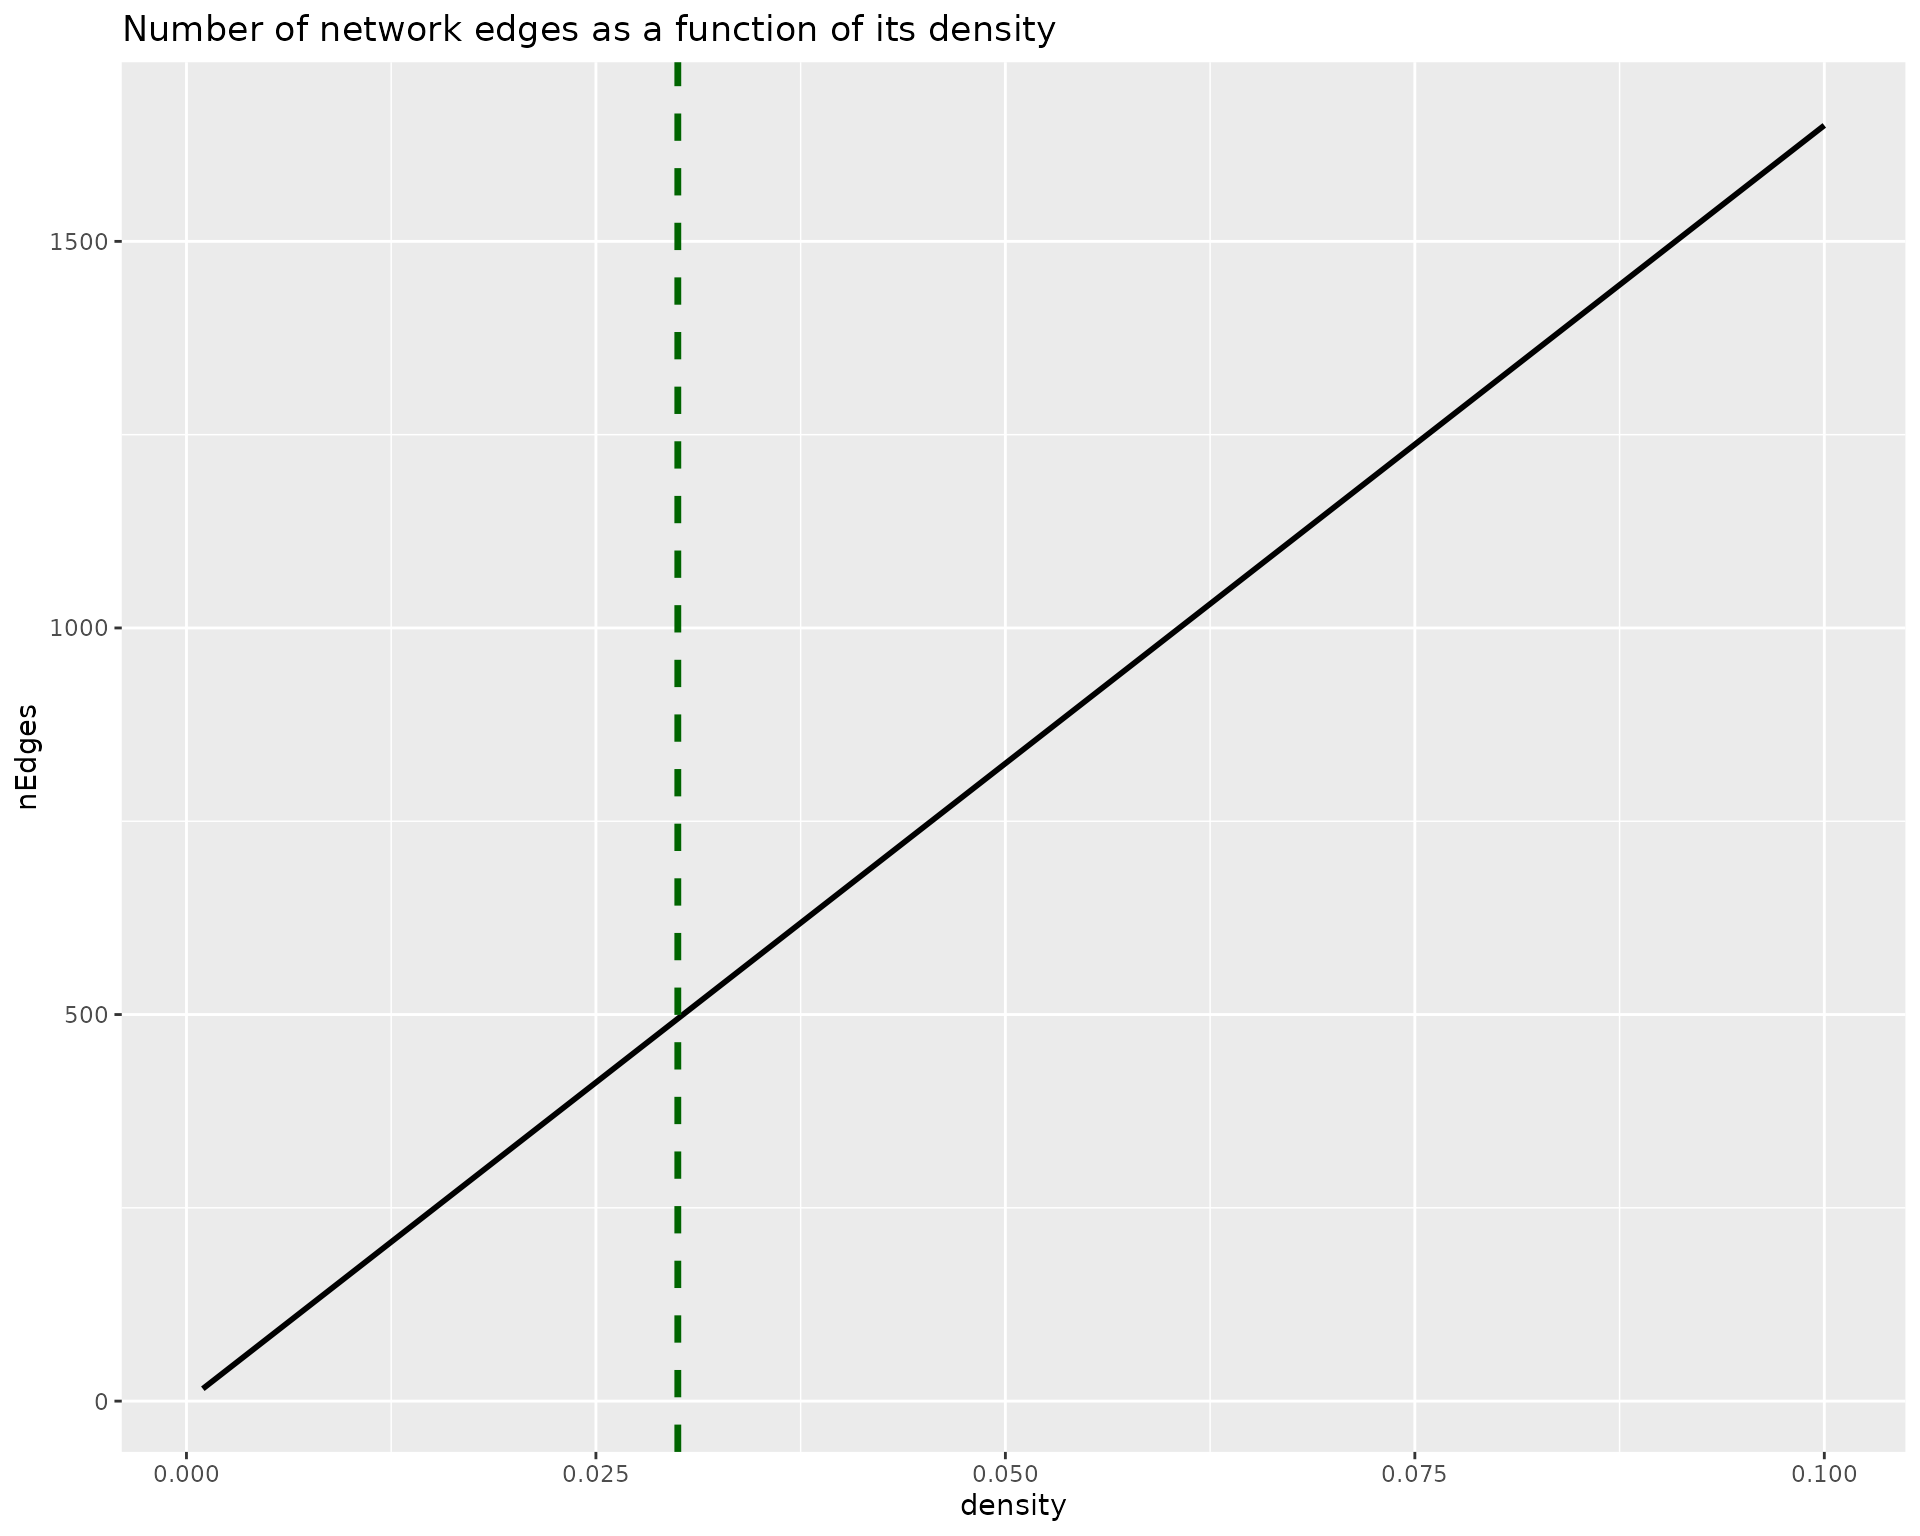 Number of network edges as a function of its density
1500
1000
500
0
nEdges
0.000 0.025 0.050 0.075 0.100
density